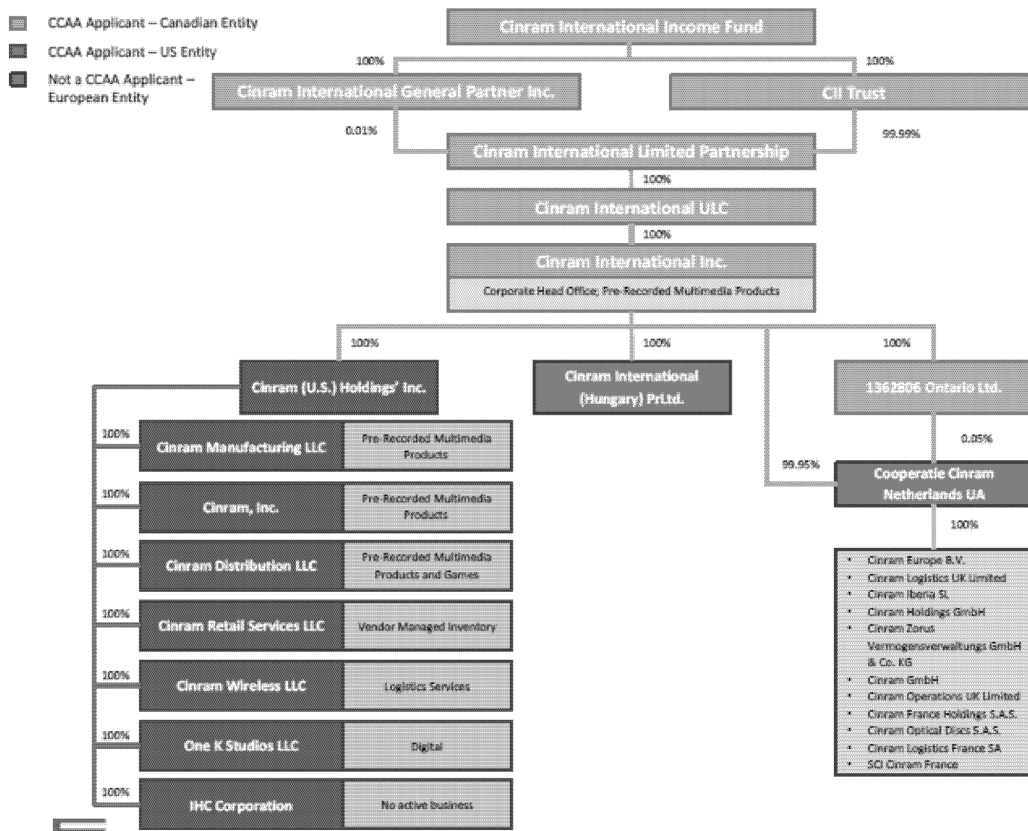 CCAA Applicant – Canadian Entity
CCAA Applicant – US Entity
Not a CCAA Applicant –
European Entity
Cinram International Income Fund
100%
100%
Cinram International General Partner Inc.
CII Trust
0.01%
99.99%
Cinram International Limited Partnership
100%
Cinram International ULC
100%
Cinram International Inc.
Corporate Head Office; Pre-Recorded Multimedia Products
100%
100%
100%
Cinram (U.S.) Holdings' Inc.
Cinram International
(Hungary) PrLtd.
1362806 Ontario Ltd.
0.05%
99.95%
Cooperatie Cinram
Netherlands UA
100%
100%
Cinram Manufacturing LLC
Pre-Recorded Multimedia
Products
100%
Cinram, Inc.
Pre-Recorded Multimedia
Products
100%
Cinram Distribution LLC
Pre-Recorded Multimedia
Products and Games
100%
Cinram Retail Services LLC
Vendor Managed Inventory
100%
Cinram Wireless LLC
Logistics Services
100%
One K Studios LLC
Digital
100%
IHC Corporation
No active business
• Cinram Europe B.V.
• Cinram Logistics UK Limited
• Cinram Iberia SL
• Cinram Holdings GmbH
• Cinram Zorus
Vermogensverwaltungs GmbH
& Co. KG
• Cinram GmbH
• Cinram Operations UK Limited
• Cinram France Holdings S.A.S.
• Cinram Optical Discs S.A.S.
• Cinram Logistics France SA
• SCI Cinram France